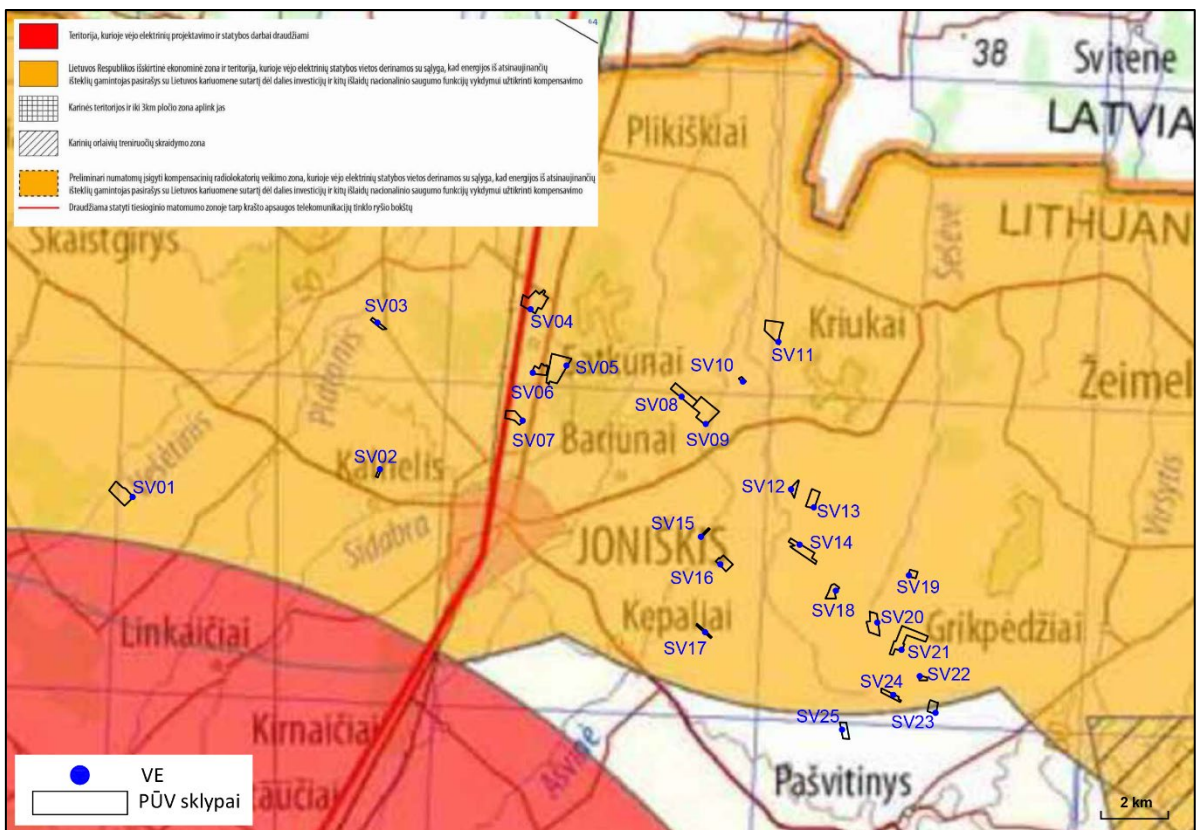 Teritorija, kurioje vėjo elektrinių projektavimo ir statybos darbai draudžiami
Lietuvos Respublikos išskirtinė ekonominė zona ir teritorija, kurioje vėjo elektrinių statybos vietos derinamos su sąlyga, kad energijos iš atsinaujinančių
išteklių gamintojas pasirašys su Lietuvos kariuomene sutartį dėl dalies investicijų ir kitų išlaidų nacionalinio saugumo funkcijų vykdymui užtikrinti kompensavimo
Karinės teritorijos ir iki 3km pločio zona aplink jas
Karinių orlaivių treniruočių skraidymo zona
Preliminari numatomų įsigyti kompensacinių radiolokatorių veikimo zona, kurioje vėjo elektrinių statybos vietos derinamos su sąlyga, kad energijos iš atsinaujinančių
išteklių gamintojas pasirašys su Lietuvos kariuomene sutartį dėl dalies investicijų ir kitų išlaidų nacionalinio saugumo funkcijų vykdymui užtikrinti kompensavimo
Draudžiama statyti tiesioginio matomumo zonoje tarp krašto apsaugos telekomunikacijų tinklo ryšio bokštų
38
Svitene
LATVIA
Plikiškiai
LITHUAN
Skaistgirys
Sešėvė
SV03
SV04
Kriukai
SV11
Pidtonis
SV05
Satkūnai
SV10
Žeimel
SV06
SV08
SV07
SV09
Bariūnai
SV02
Kalnelis
SV01
SV12
SV13
Viršytis
Sidabra
SV15
JONIŠKIS
SV14
SV16
SV19
SV18
Linkaičiai
Kepaliai
SV20
Grikpėdžiai
SV17
SV21
SV22
SV24
SV23
Kirnaičiai
SV25
Ašvinė
Pašvitinys
VE
PŪV sklypai
2 km